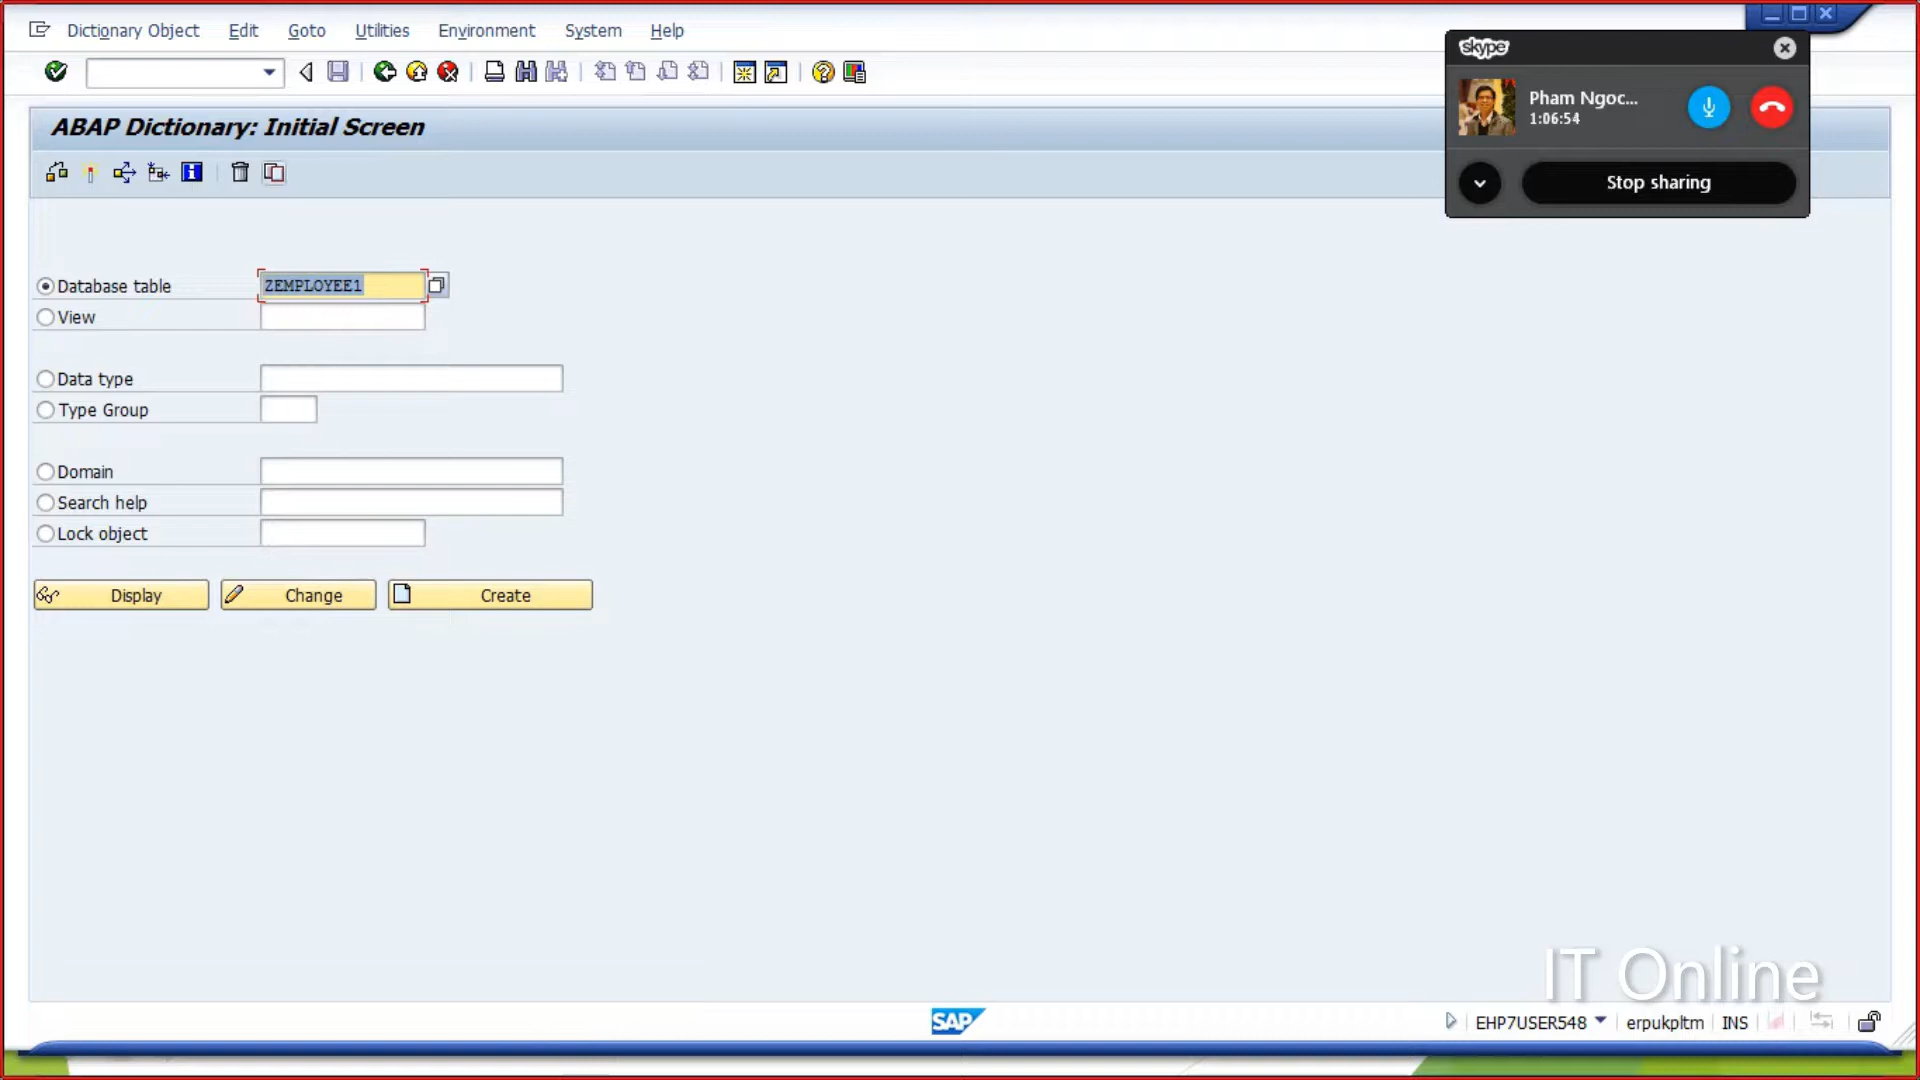 Dictionary Object Edit Goto Utilities Environment System Help
skype
Pham Ngoc...
1:06:54
Stop sharing
ABAP Dictionary: Initial Screen
Database table ZEMPLOYEE1
View
Data type
Type Group
Domain
Search help
Lock object
Display Change Create
IT Online
SAP
EHP7USER548 erpukpltm INS